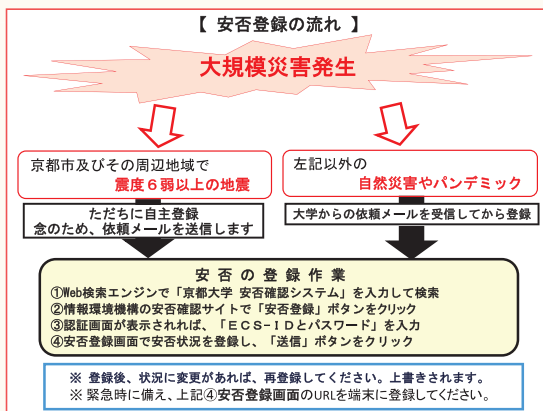 【 安否登録の流れ 】
大規模災害発生
京都市及びその周辺地域で
震度６弱以上の地震
左記以外の
自然災害やパンデミック
ただちに自主登録
念のため、依頼メールを送信します
大学からの依頼メールを受信してから登録
安 否 の 登 録 作 業
①Web検索エンジンで「京都大学 安否確認システム」を入力して検索
②情報環境機構の安否確認サイトで「安否登録」ボタンをクリック
③認証画面が表示されれば、「ＥＣＳ-ＩＤとパスワード」を入力
④安否登録画面で安否状況を登録し、「送信」ボタンをクリック
※ 登録後、状況に変更があれば、再登録してください。上書きされます。
※ 緊急時に備え、上記④安否登録画面のURLを端末に登録してください。